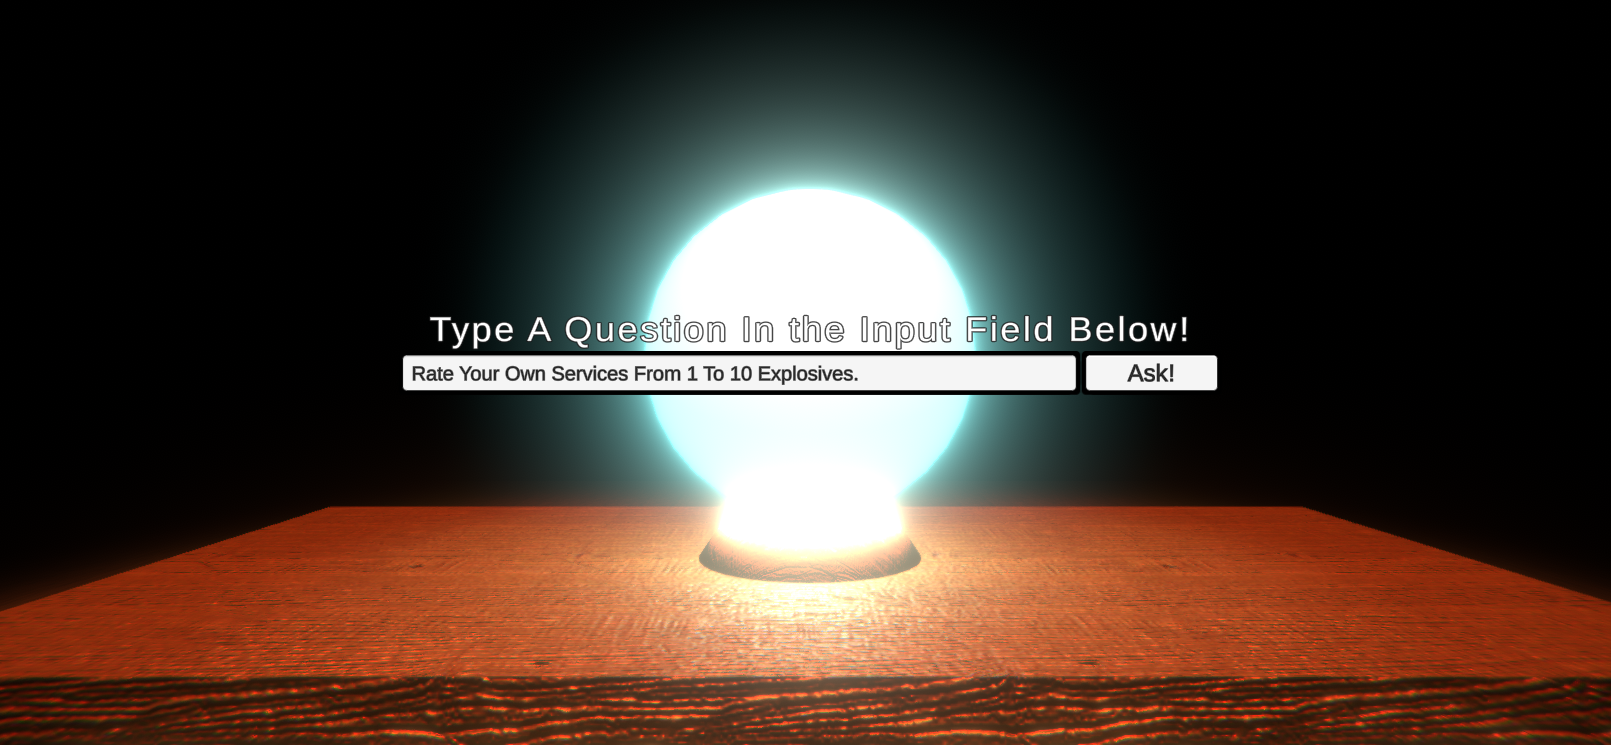 Type A Question In the Input Field Below!
Rate Your Own Services From 1 To 10 Explosives.
Ask!